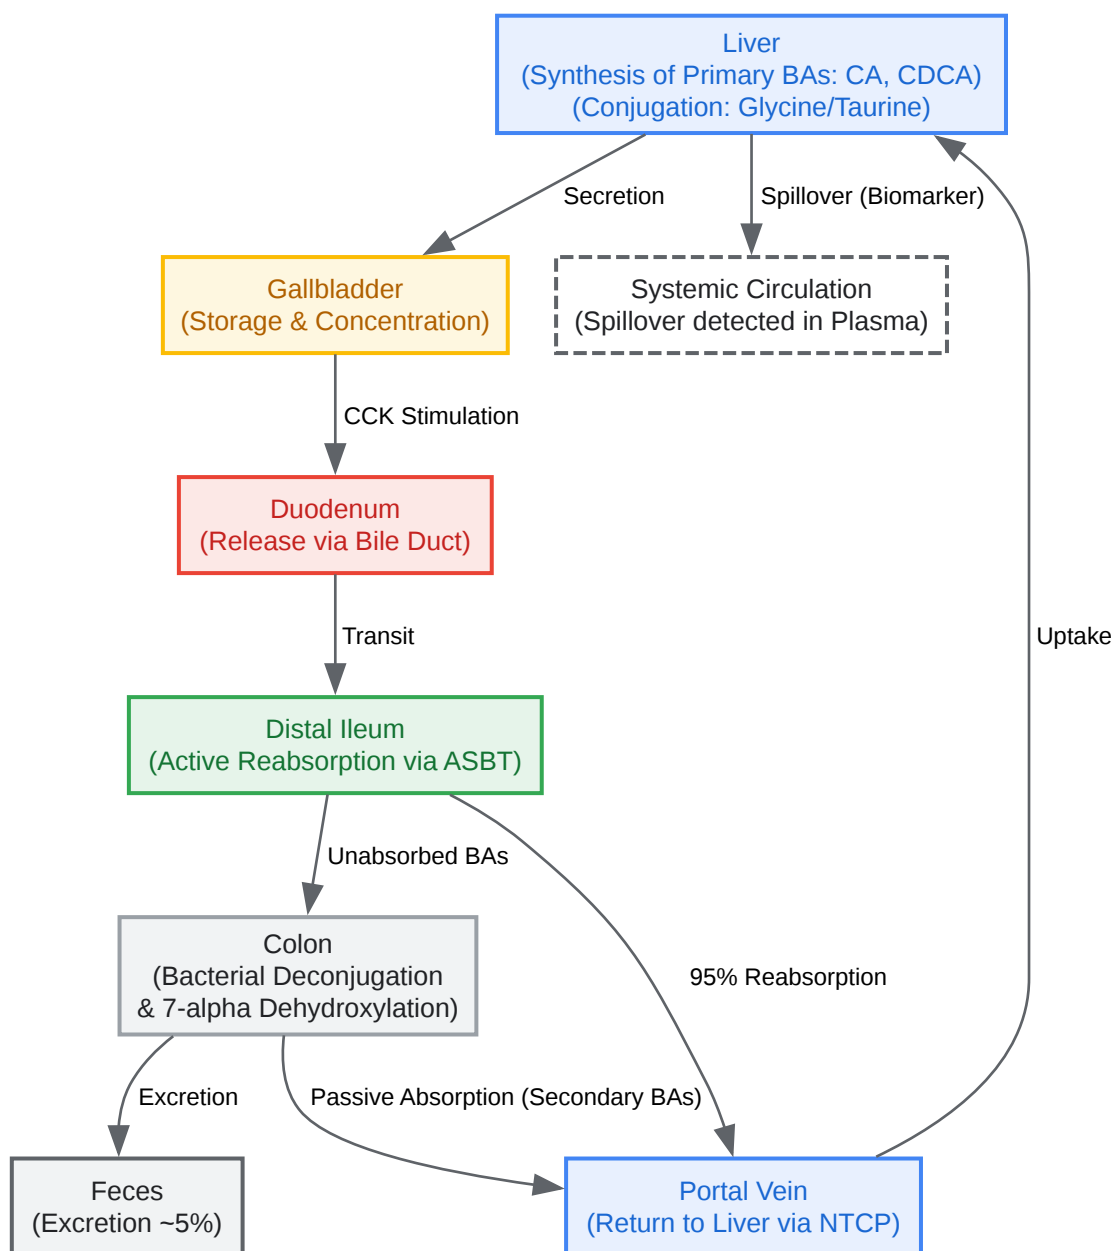 Liver
(Synthesis of Primary BAs: CA, CDCA)
(Conjugation: Glycine/Taurine)
Secretion
Spillover (Biomarker)
Gallbladder
(Storage & Concentration)
Systemic Circulation
(Spillover detected in Plasma)
CCK Stimulation
Duodenum
(Release via Bile Duct)
Transit
Uptake
Distal Ileum
(Active Reabsorption via ASBT)
Unabsorbed BAs
Colon
(Bacterial Deconjugation
& 7-alpha Dehydroxylation)
95% Reabsorption
Excretion
Passive Absorption (Secondary BAs)
Feces
(Excretion ~5%)
Portal Vein
(Return to Liver via NTCP)